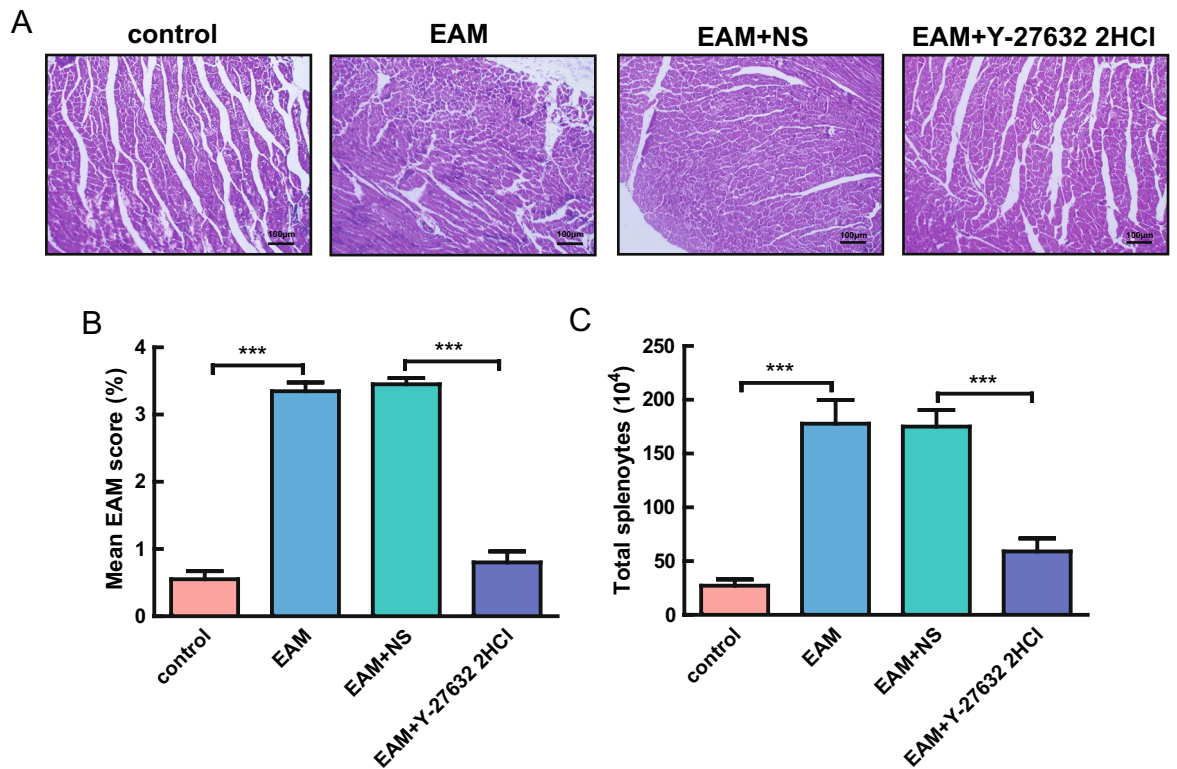 A
control
EAM
EAM+NS
EAM+Y-27632 2HCl
100μm
100μm
100μm
100μm
B
Mean EAM score (%)
4
3
2
1
0
***
***
control
EAM
EAM+NS
EAM+Y-27632 2HCl
C
Total splenoytes (10⁴)
250
200
150
100
50
0
***
***
control
EAM
EAM+NS
EAM+Y-27632 2HCl